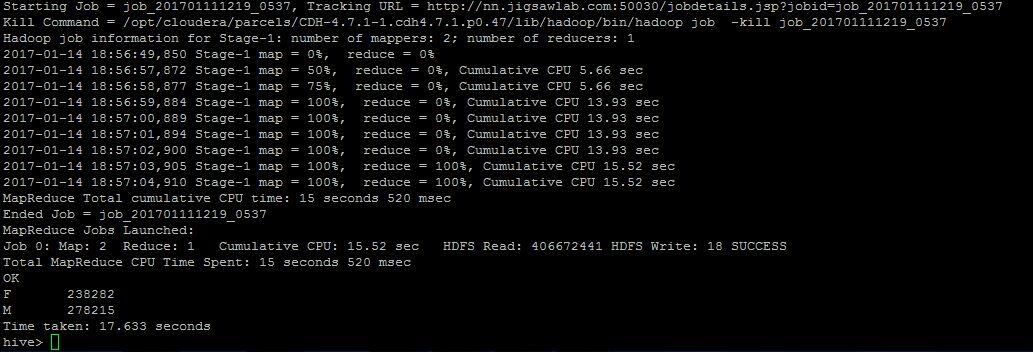 Starting Job = job_201701111219_0537, Tracking URL = http://nn.jigsawlab.com:50030/jobdetails.jsp?jobid=job_201701111219_0537
Kill Command = /opt/cloudera/parcels/CDH-4.7.1-1.cdh4.7.1.p0.47/lib/hadoop/bin/hadoop job  -kill job_201701111219_0537
Hadoop job information for Stage-1: number of mappers: 2; number of reducers: 1
2017-01-14 18:56:49,850 Stage-1 map = 0%,  reduce = 0%
2017-01-14 18:56:57,872 Stage-1 map = 50%,  reduce = 0%, Cumulative CPU 5.66 sec
2017-01-14 18:56:58,877 Stage-1 map = 75%,  reduce = 0%, Cumulative CPU 5.66 sec
2017-01-14 18:56:59,884 Stage-1 map = 100%,  reduce = 0%, Cumulative CPU 13.93 sec
2017-01-14 18:57:00,889 Stage-1 map = 100%,  reduce = 0%, Cumulative CPU 13.93 sec
2017-01-14 18:57:01,894 Stage-1 map = 100%,  reduce = 0%, Cumulative CPU 13.93 sec
2017-01-14 18:57:02,900 Stage-1 map = 100%,  reduce = 0%, Cumulative CPU 13.93 sec
2017-01-14 18:57:03,905 Stage-1 map = 100%,  reduce = 100%, Cumulative CPU 15.52 sec
2017-01-14 18:57:04,910 Stage-1 map = 100%,  reduce = 100%, Cumulative CPU 15.52 sec
MapReduce Total cumulative CPU time: 15 seconds 520 msec
Ended Job = job_201701111219_0537
MapReduce Jobs Launched:
Job 0: Map: 2  Reduce: 1   Cumulative CPU: 15.52 sec   HDFS Read: 406672441 HDFS Write: 18 SUCCESS
Total MapReduce CPU Time Spent: 15 seconds 520 msec
OK
F       238282
M       278215
Time taken: 17.633 seconds
hive>